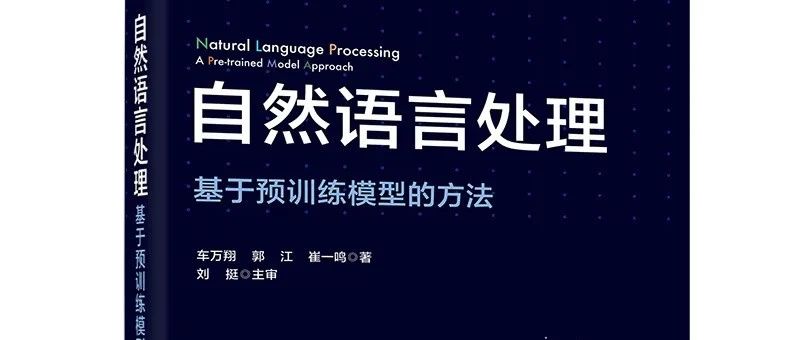 自然语言处理
基于预训练模
Natural Language Processing
A Pre-trained Model Approach
自然语言处理
基于预训练模型的方法
车万翔 郭 江 崔一鸣◎著
刘 挺◎主审